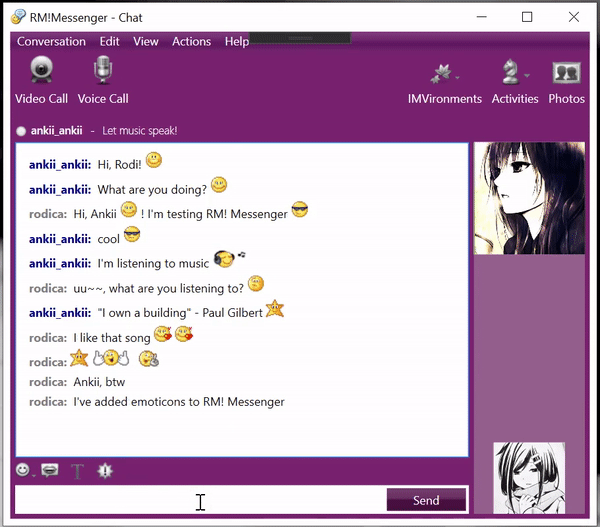 RM!Messenger - Chat
Conversation Edit View Actions Help
Video Call Voice Call IMVironments Activities Photos
ankii_ankii - Let music speak!
ankii_ankii: Hi, Rodi!
ankii_ankii: What are you doing?
rodica: Hi, Ankii ! I'm testing RM! Messenger
ankii_ankii: cool
ankii_ankii: I'm listening to music
rodica: uu~~, what are you listening to?
ankii_ankii: "I own a building" - Paul Gilbert
rodica: I like that song
rodica:
rodica: Ankii, btw
rodica: I've added emoticons to RM! Messenger
T
Send